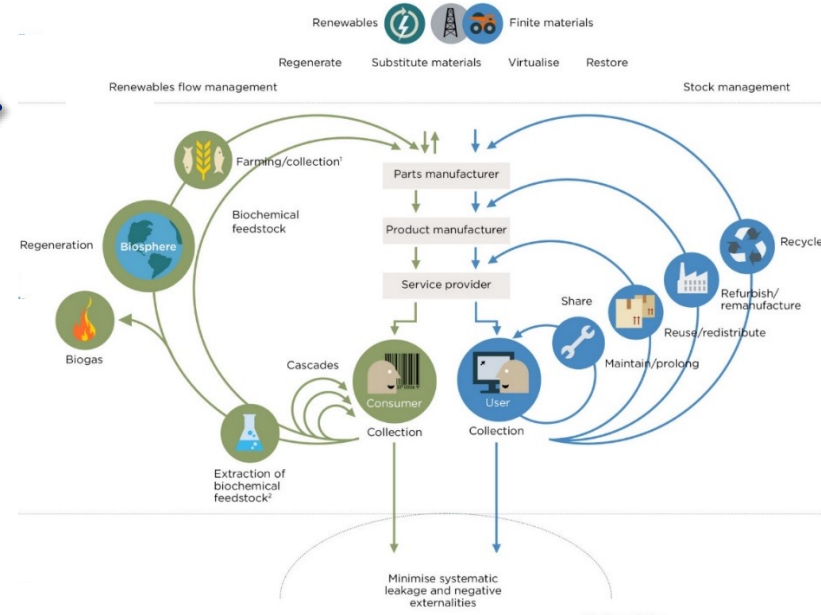 Renewables
Finite materials
Regenerate
Substitute materials
Virtualise
Restore
Renewables flow management
Stock management
Farming/collection¹
Parts manufacturer
Biochemical
feedstock
Product manufacturer
Regeneration
Biosphere
Recycle
Service provider
Share
Refurbish/
remanufacture
Reuse/redistribute
Biogas
Cascades
Maintain/prolong
Consumer
User
Collection
Collection
Extraction of
biochemical
feedstock²
Minimise systematic
leakage and negative
externalities